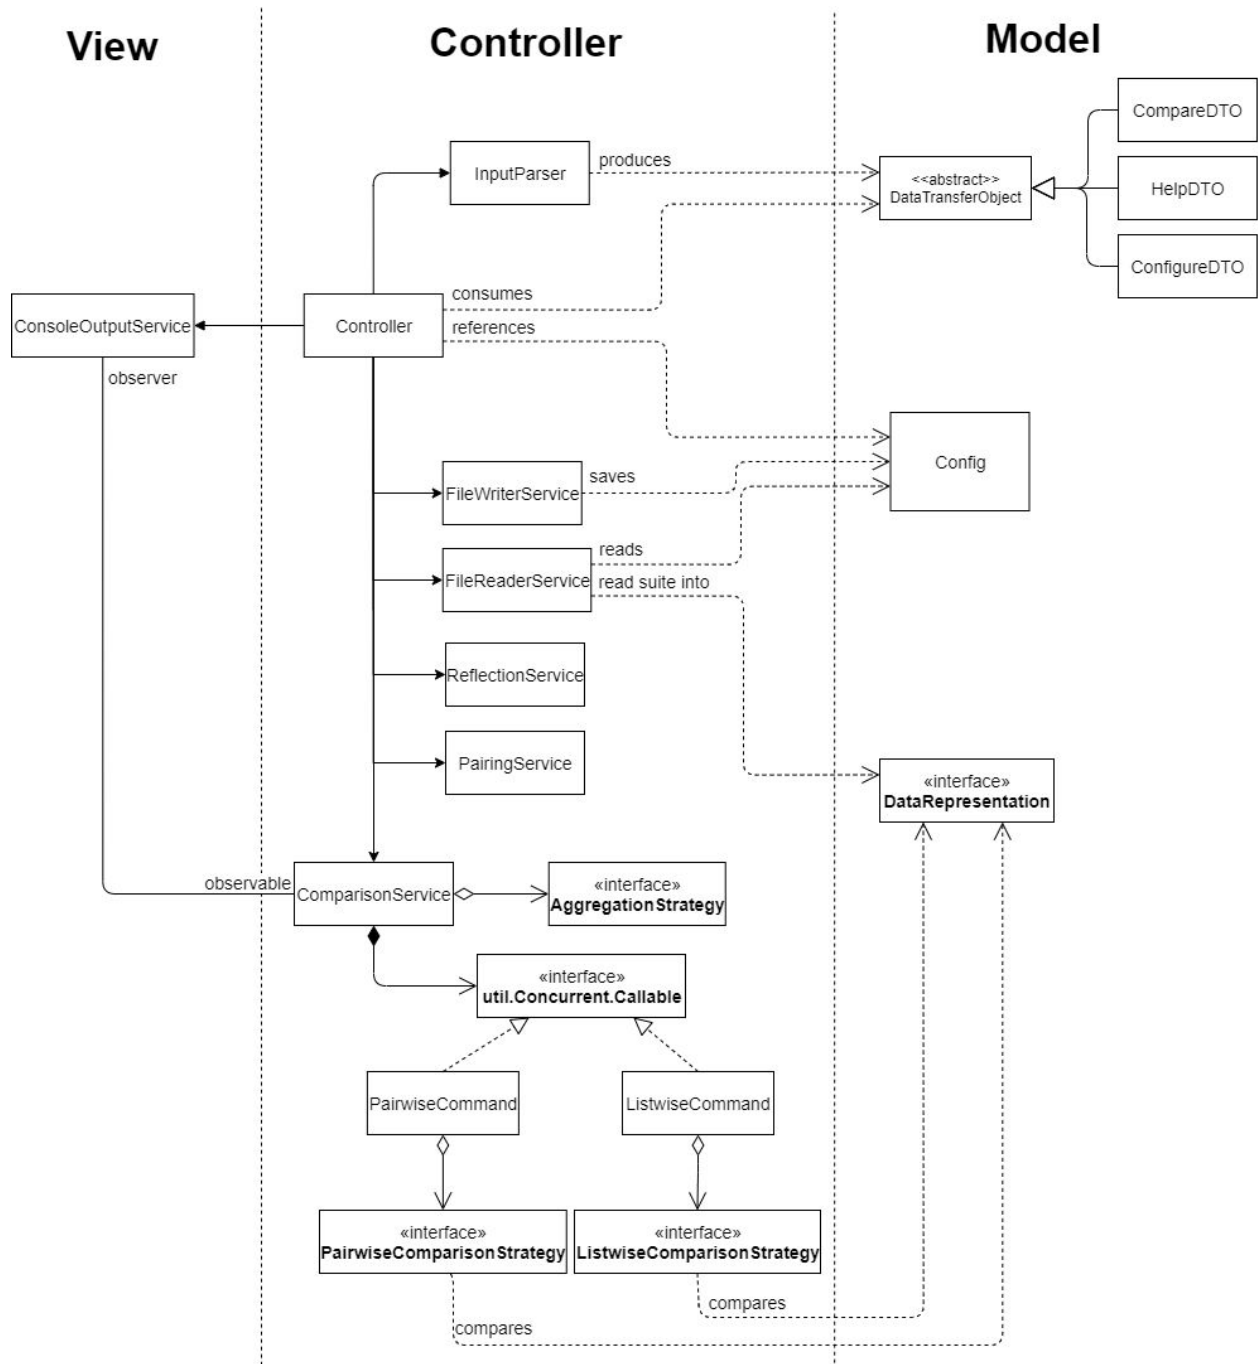 View
Controller
Model
CompareDTO
InputParser
produces
<<abstract>>
DataTransferObject
HelpDTO
ConfigureDTO
ConsoleOutputService
Controller
consumes
references
observer
Config
FileWriterService
saves
FileReaderService
reads
read suite into
ReflectionService
PairingService
«interface»
DataRepresentation
observable
ComparisonService
«interface»
AggregationStrategy
«interface»
util.Concurrent.Callable
PairwiseCommand
ListwiseCommand
«interface»
PairwiseComparisonStrategy
«interface»
ListwiseComparisonStrategy
compares
compares